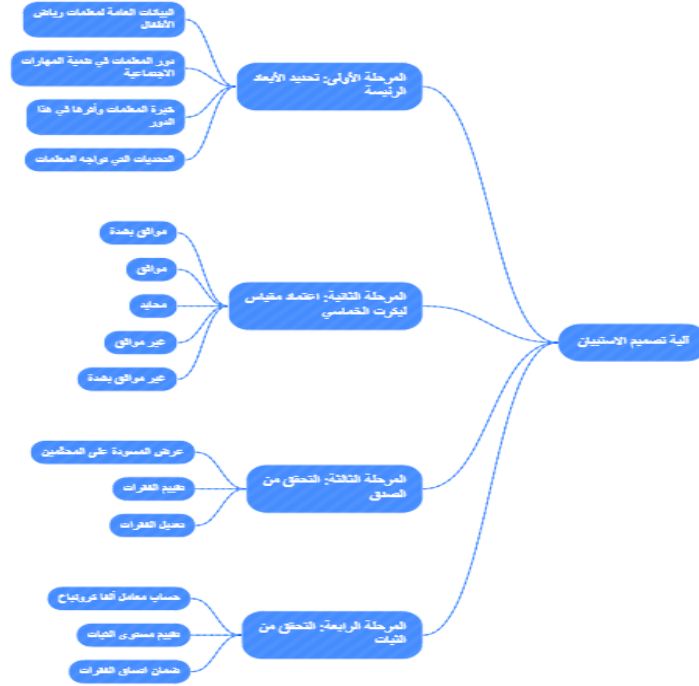 آلية تصميم الاستبيان
المرحلة الأولى: تحديد الأبعاد
الرئيسة
البيانات العامة لمعلمات رياض
الأطفال
دور المعلمات في تنمية المهارات
الاجتماعية
خبرة المعلمات وأثرها في هذا
الدور
التحديات التي تواجه المعلمات
المرحلة الثانية: اعتماد مقياس
ليكرت الخماسي
موافق بشدة
موافق
محايد
غير موافق
غير موافق بشدة
المرحلة الثالثة: التحقق من
الصدق
عرض المسودة على المحكمين
تقييم الفقرات
تعديل الفقرات
المرحلة الرابعة: التحقق من
الثبات
حساب معامل ألفا كرونباخ
تقييم مستوى الثبات
ضمان اتساق الفقرات